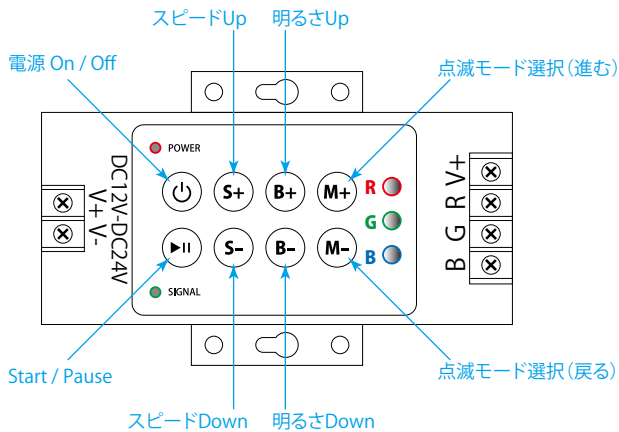 スピードUp
明るさUp
電源 On / Off
点滅モード選択（進む）
POWER
DC12V-DC24V
V+ V-
S+
B+
M+
R
G
B
S-
B-
M-
SIGNAL
B G R V+
Start / Pause
点滅モード選択（戻る）
スピードDown
明るさDown